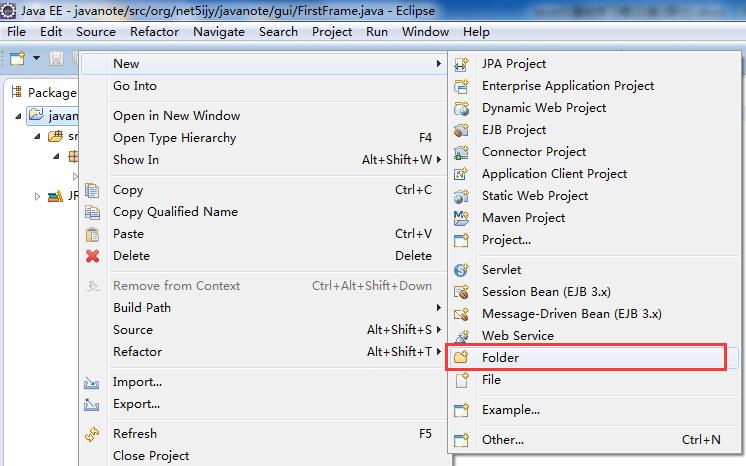 Java EE - javanote/src/org/net5ijy/javanote/gui/FirstFrame.java - Eclipse
File Edit Source Refactor Navigate Search Project Run Window Help
Package
javano
sr
JR
New
Go Into
Open in New Window
Open Type Hierarchy F4
Show In Alt+Shift+W
Copy Ctrl+C
Copy Qualified Name
Paste Ctrl+V
Delete Delete
Remove from Context Ctrl+Alt+Shift+Down
Build Path
Source Alt+Shift+S
Refactor Alt+Shift+T
Import...
Export...
Refresh F5
Close Project
JPA Project
Enterprise Application Project
Dynamic Web Project
EJB Project
Connector Project
Application Client Project
Static Web Project
Maven Project
Project...
Servlet
Session Bean (EJB 3.x)
Message-Driven Bean (EJB 3.x)
Web Service
Folder
File
Example...
Other... Ctrl+N